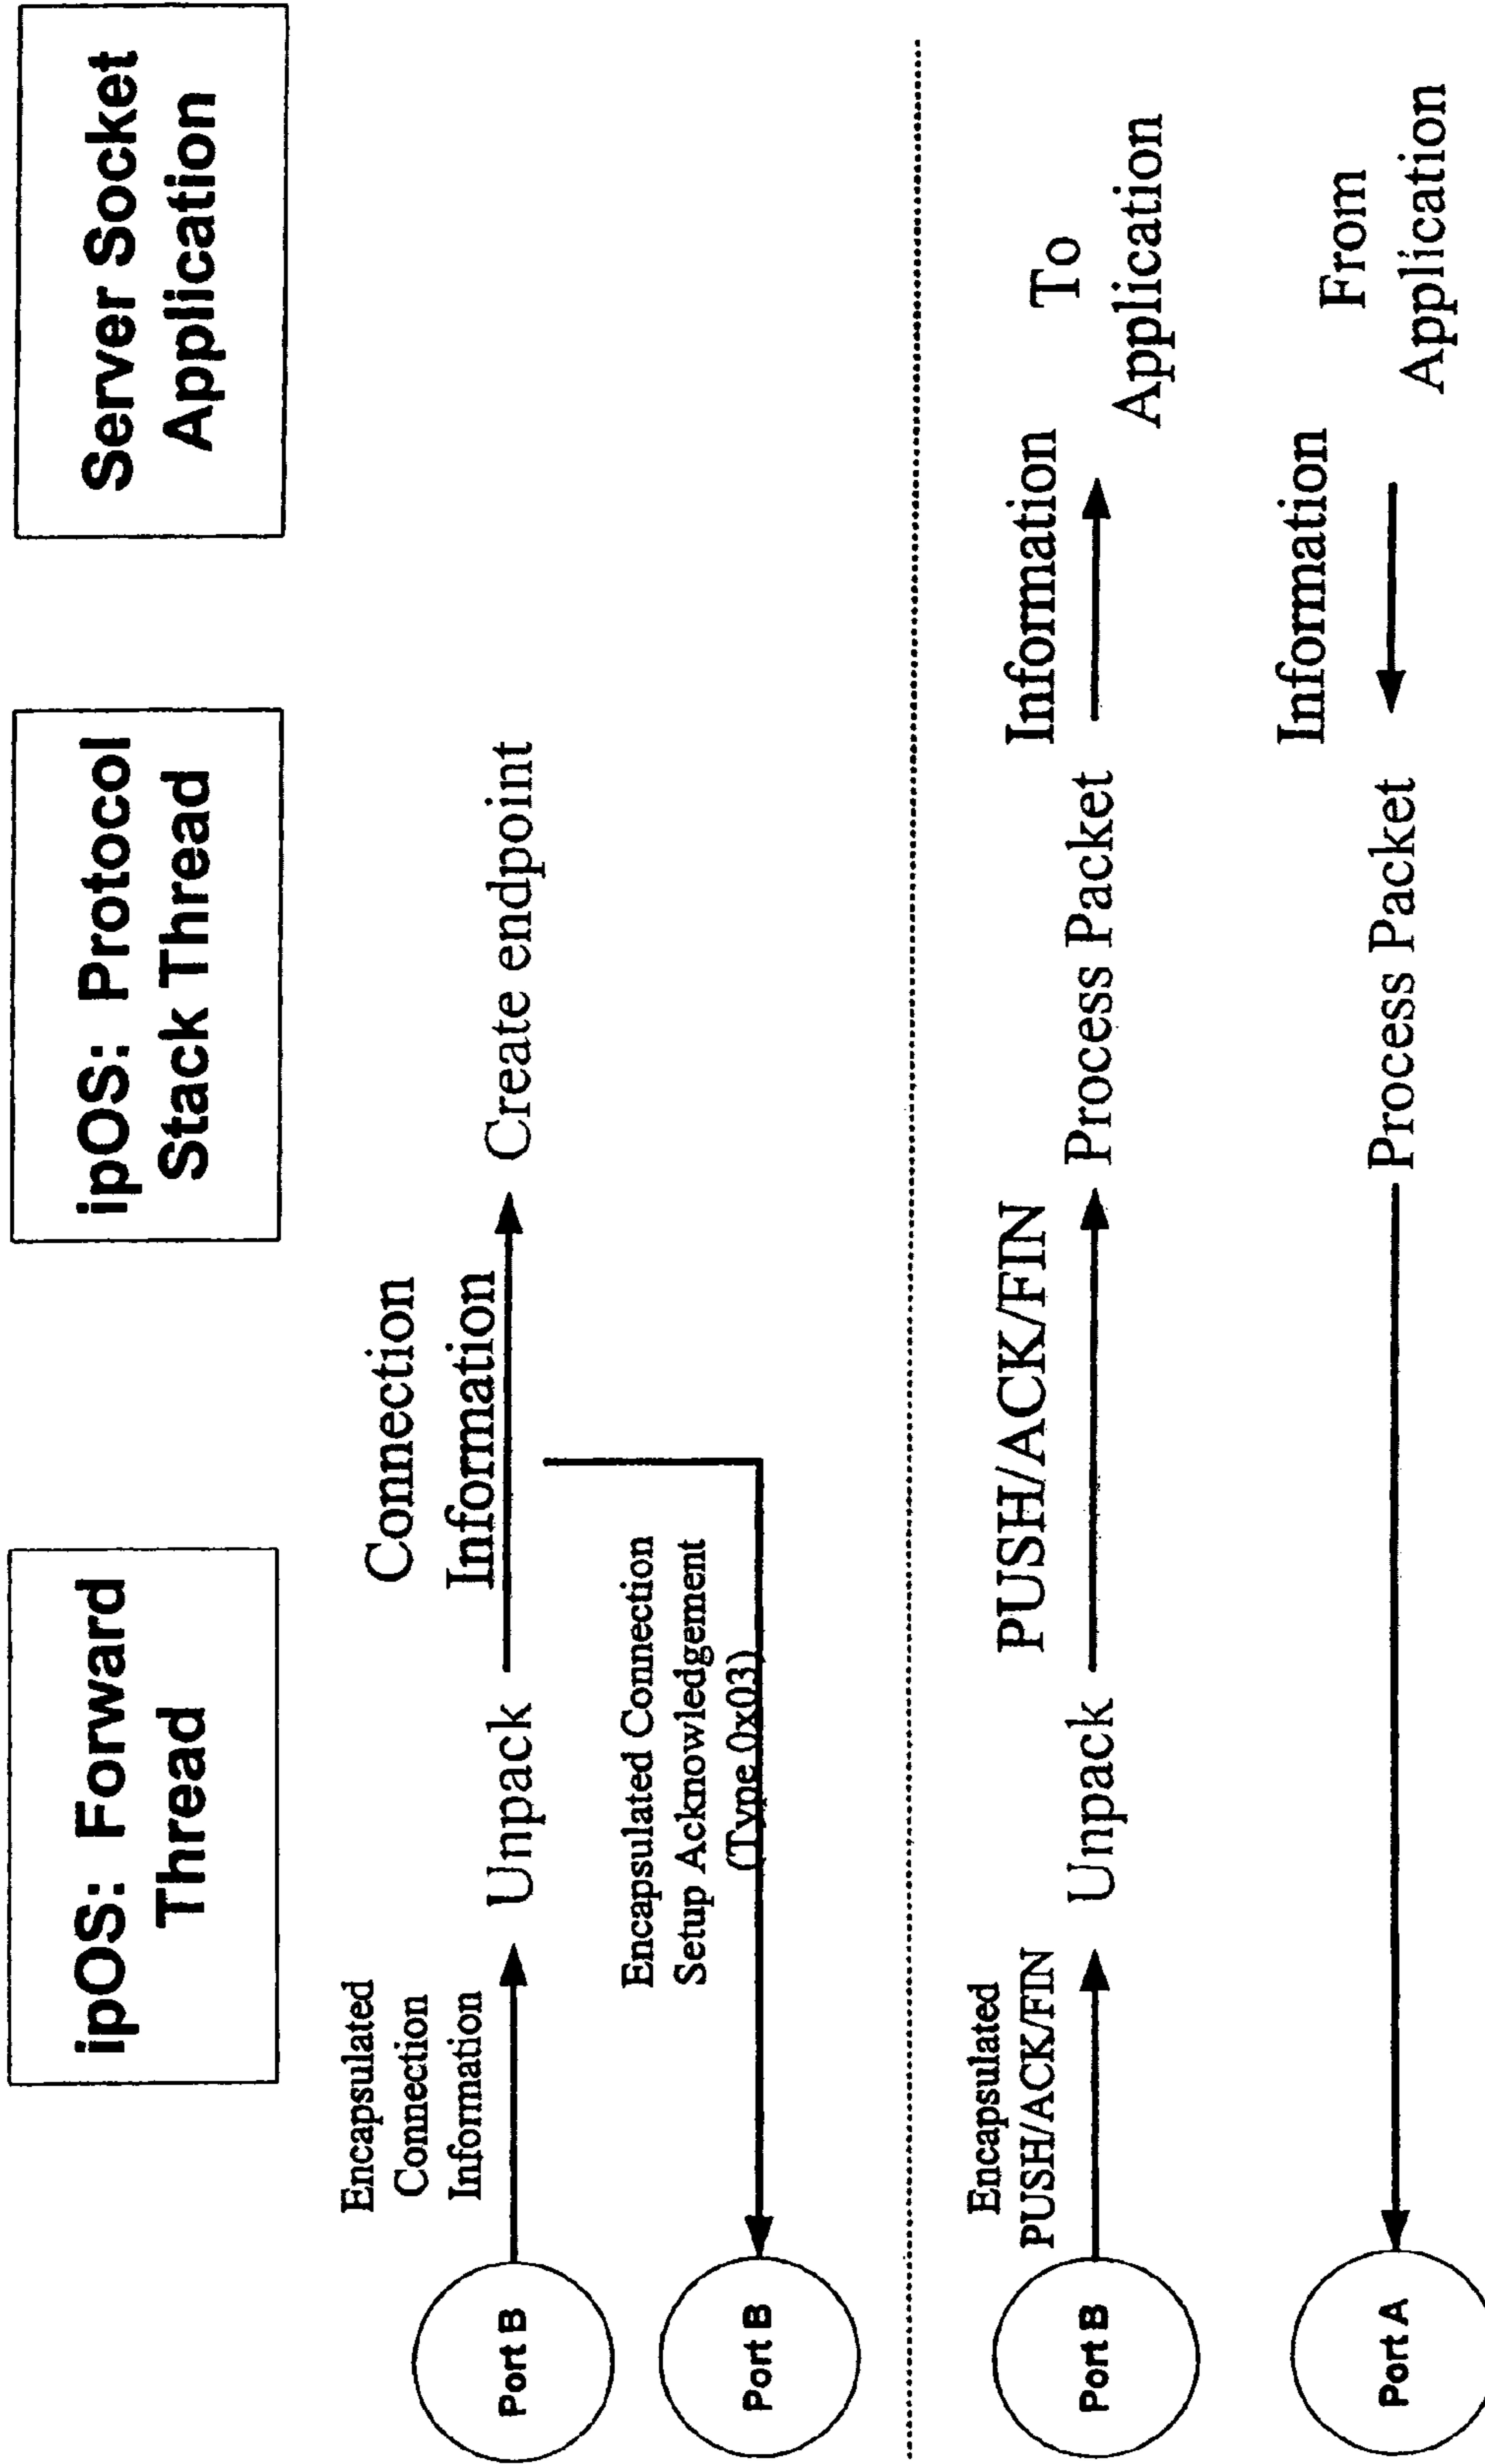 ipOS: Forward
Thread
ipOS: Protocol
Stack Thread
Server Socket
Application
Encapsulated
Connection
Information
Connection
Information
Port B
Unpack
Create endpoint
Encapsulated Connection
Setup Acknowledgement
(Type 0x03)
Port B
Encapsulated
PUSH/ACK/FIN
PUSH/ACK/FIN
Information
To
Application
Port B
Unpack
Process Packet
Information
From
Application
Port A
Process Packet